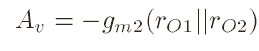 A_v = −g_{m2}(r_{O1}||r_{O2})